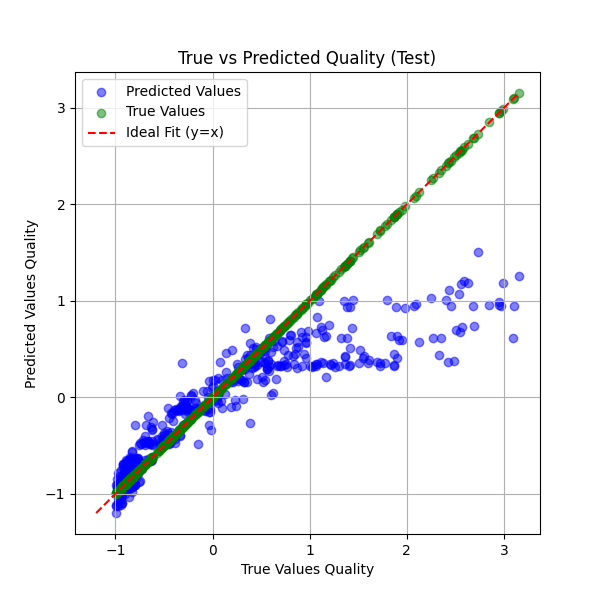 True vs Predicted Quality (Test)
Predicted Values
True Values
Ideal Fit (y=x)
Predicted Values Quality
3
2
1
0
−1
−1
0
1
2
3
True Values Quality